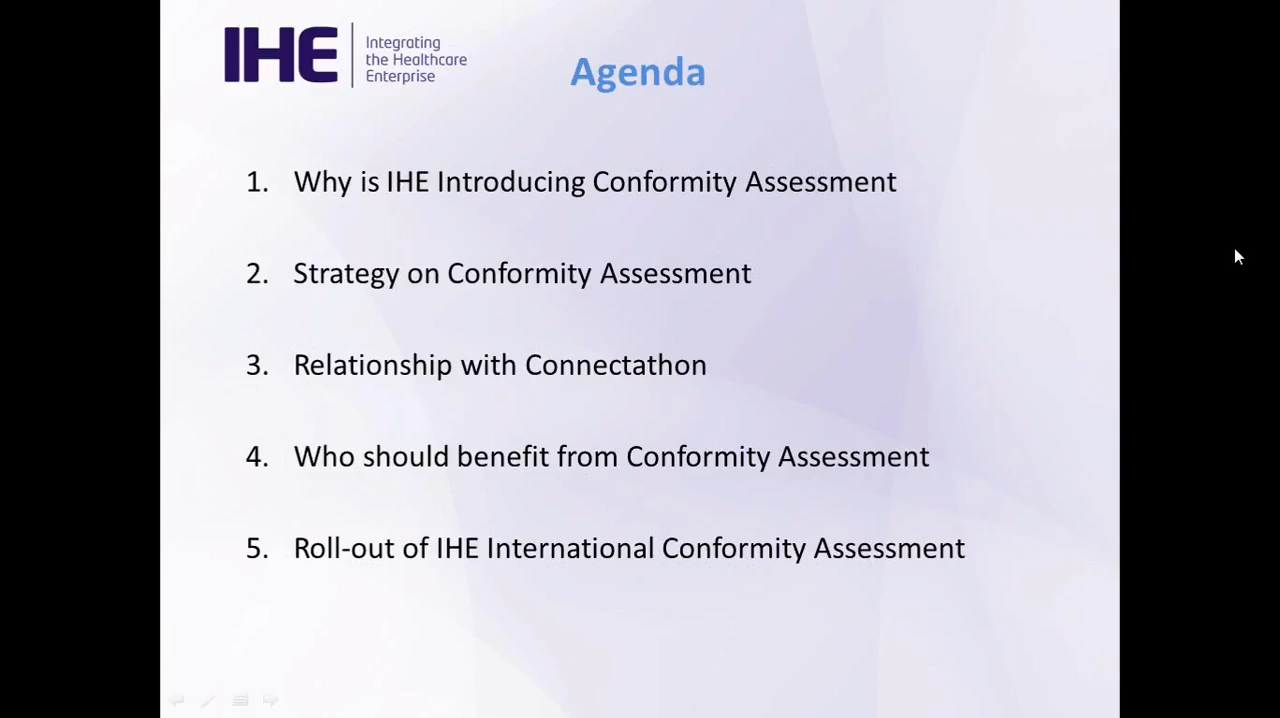 IHE
Integrating
the Healthcare
Enterprise
Agenda
1. Why is IHE Introducing Conformity Assessment
2. Strategy on Conformity Assessment
3. Relationship with Connectathon
4. Who should benefit from Conformity Assessment
5. Roll-out of IHE International Conformity Assessment